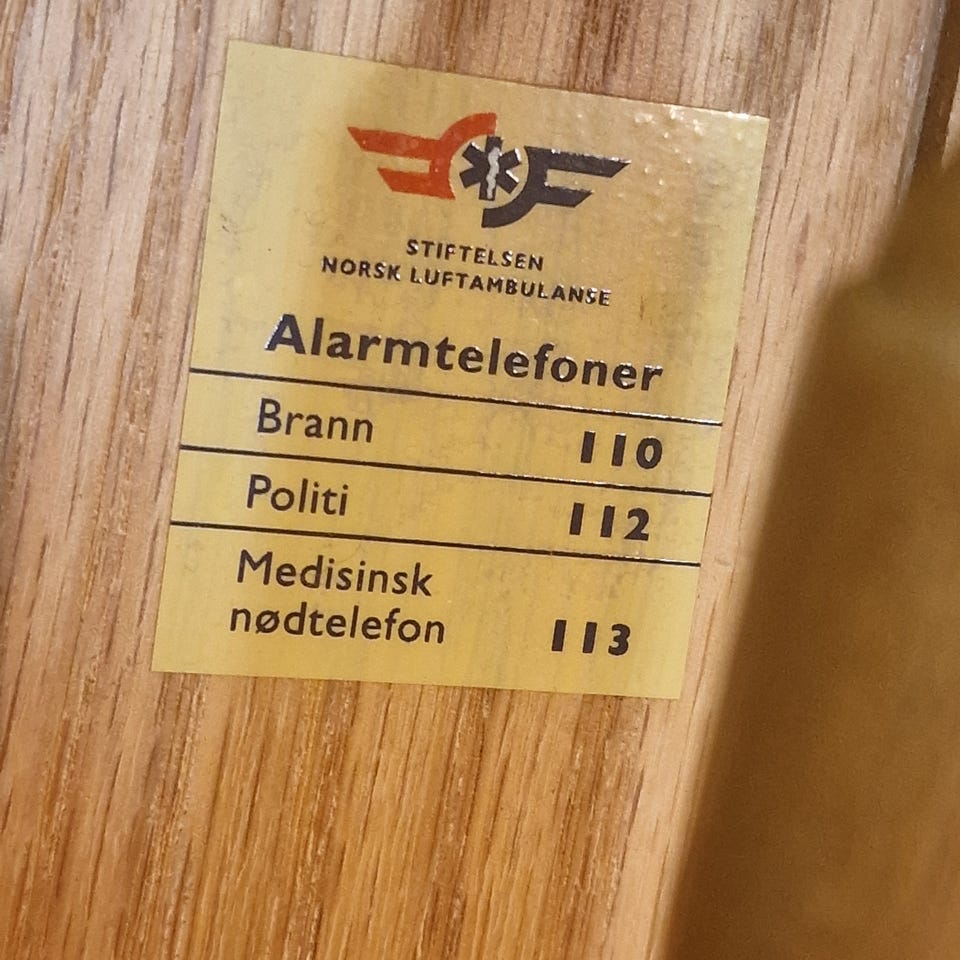 STIFTELSEN
NORSK LUFTAMBULANSE
Alarmtelefoner
Brann 110
Politi 112
Medisinsk
nødtelefon 113